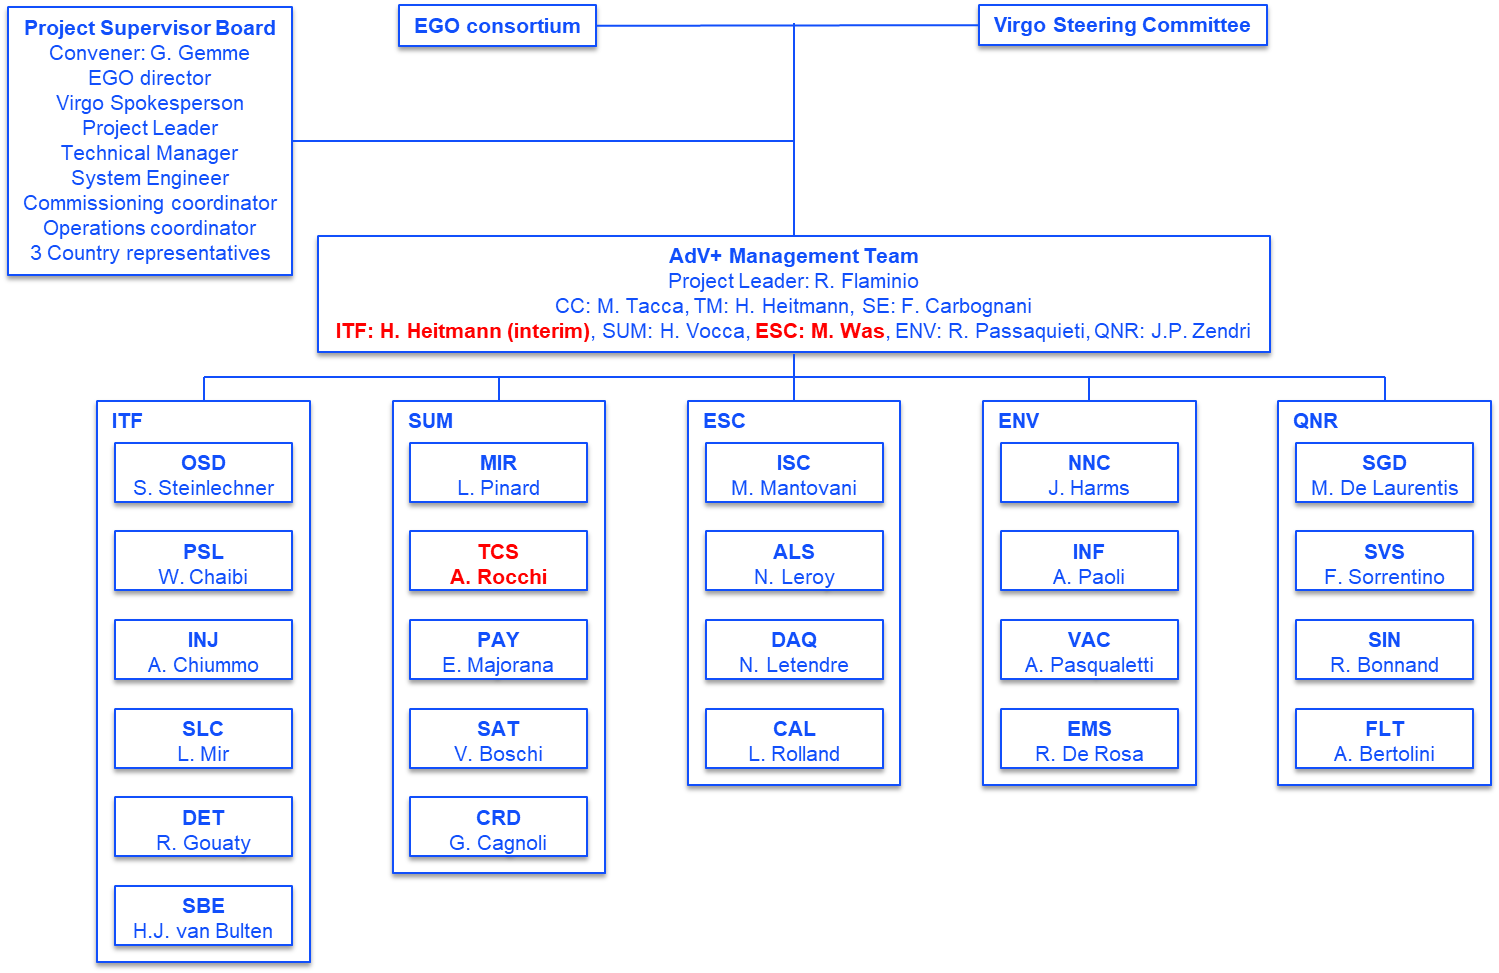 Project Supervisor Board
Convener: G. Gemme
EGO director
Virgo Spokesperson
Project Leader
Technical Manager
System Engineer
Commissioning coordinator
Operations coordinator
3 Country representatives
EGO consortium
Virgo Steering Committee
AdV+ Management Team
Project Leader: R. Flaminio
CC: M. Tacca, TM: H. Heitmann, SE: F. Carbognani
ITF: H. Heitmann (interim), SUM: H. Vocca, ESC: M. Was, ENV: R. Passaquieti, QNR: J.P. Zendri
ITF
OSD
S. Steinlechner
PSL
W. Chaibi
INJ
A. Chiummo
SLC
L. Mir
DET
R. Gouaty
SBE
H.J. van Bulten
SUM
MIR
L. Pinard
TCS
A. Rocchi
PAY
E. Majorana
SAT
V. Boschi
CRD
G. Cagnoli
ESC
ISC
M. Mantovani
ALS
N. Leroy
DAQ
N. Letendre
CAL
L. Rolland
ENV
NNC
J. Harms
INF
A. Paoli
VAC
A. Pasqualetti
EMS
R. De Rosa
QNR
SGD
M. De Laurentis
SVS
F. Sorrentino
SIN
R. Bonnand
FLT
A. Bertolini